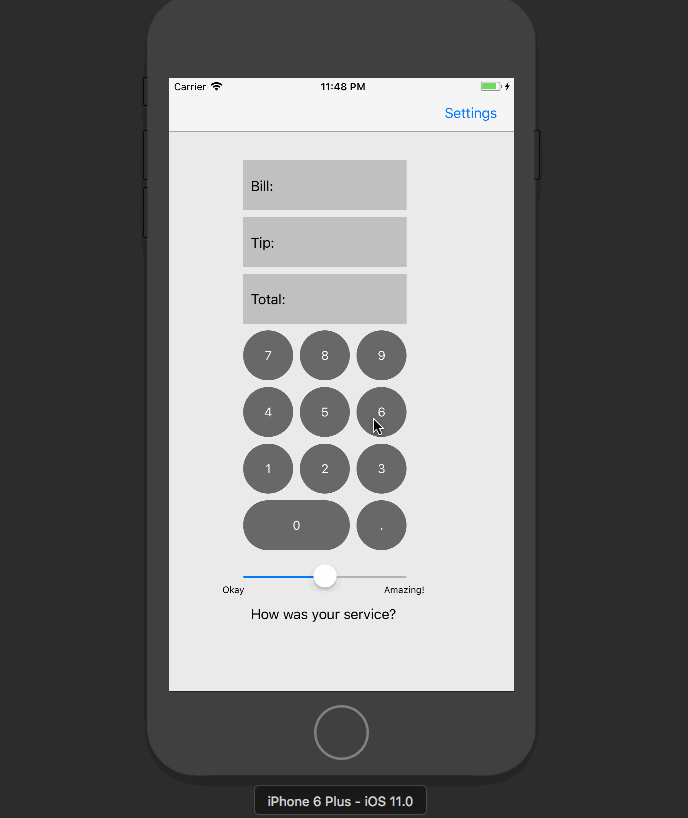 Carrier 11:48 PM
Settings
Bill:
Tip:
Total:
7 8 9
4 5 6
1 2 3
0 .
Okay Amazing!
How was your service?
iPhone 6 Plus - iOS 11.0